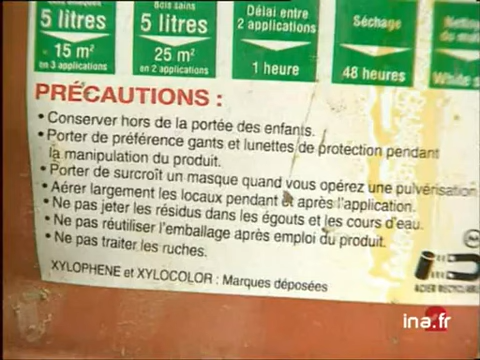 Bois sains
5 litres
5 litres
Délai entre
2 applications
Séchage
15 m²
en 3 applications
25 m²
en 2 applications
1 heure
48 heures
White
PRÉCAUTIONS :
• Conserver hors de la portée des enfants.
• Porter de préférence gants et lunettes de protection pendant
la manipulation du produit.
• Porter de surcroît un masque quand vous opérez une pulvérisation.
• Aérer largement les locaux pendant et après l'application.
• Ne pas jeter les résidus dans les égouts et les cours d'eau.
• Ne pas réutiliser l'emballage après emploi du produit.
• Ne pas traiter les ruches.
XYLOPHENE et XYLOCOLOR : Marques déposées
ACIER RECYCLABLE
ina.fr